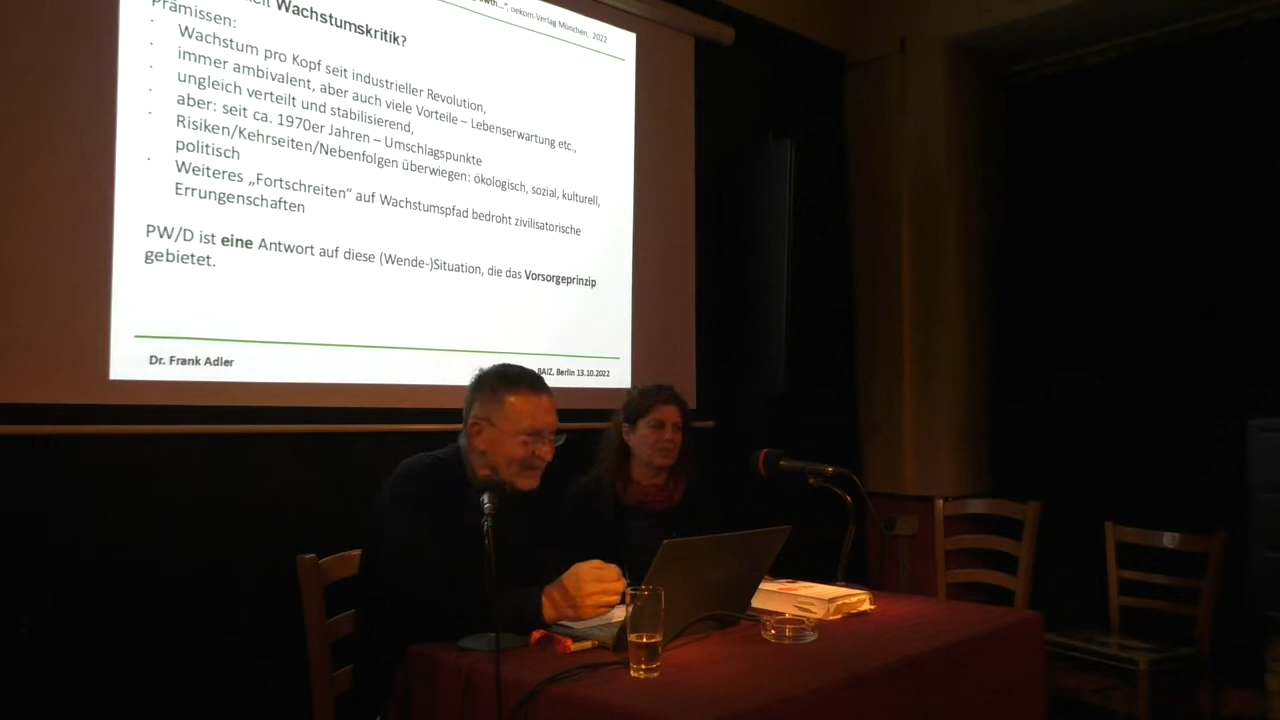 oekom-Verlag München, 2022
Wachstumskritik?
Prämissen:
· Wachstum pro Kopf seit industrieller Revolution,
· immer ambivalent, aber auch viele Vorteile – Lebenserwartung etc.,
· ungleich verteilt und stabilisierend,
· aber: seit ca. 1970er Jahren – Umschlagspunkte
· Risiken/Kehrseiten/Nebenfolgen überwiegen: ökologisch, sozial, kulturell,
politisch
· Weiteres „Fortschreiten“ auf Wachstumspfad bedroht zivilisatorische
Errungenschaften
PW/D ist eine Antwort auf diese (Wende-)Situation, die das Vorsorgeprinzip
gebietet.
Dr. Frank Adler
BAIZ, Berlin 13.10.2022